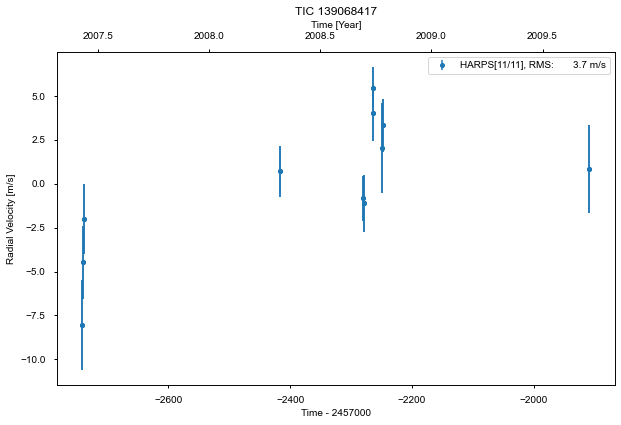 TIC 139068417
Time [Year]
2007.5 2008.0 2008.5 2009.0 2009.5
HARPS[11/11], RMS: 3.7 m/s
5.0
2.5
0.0
−2.5
−5.0
−7.5
−10.0
Radial Velocity [m/s]
−2600 −2400 −2200 −2000
Time - 2457000